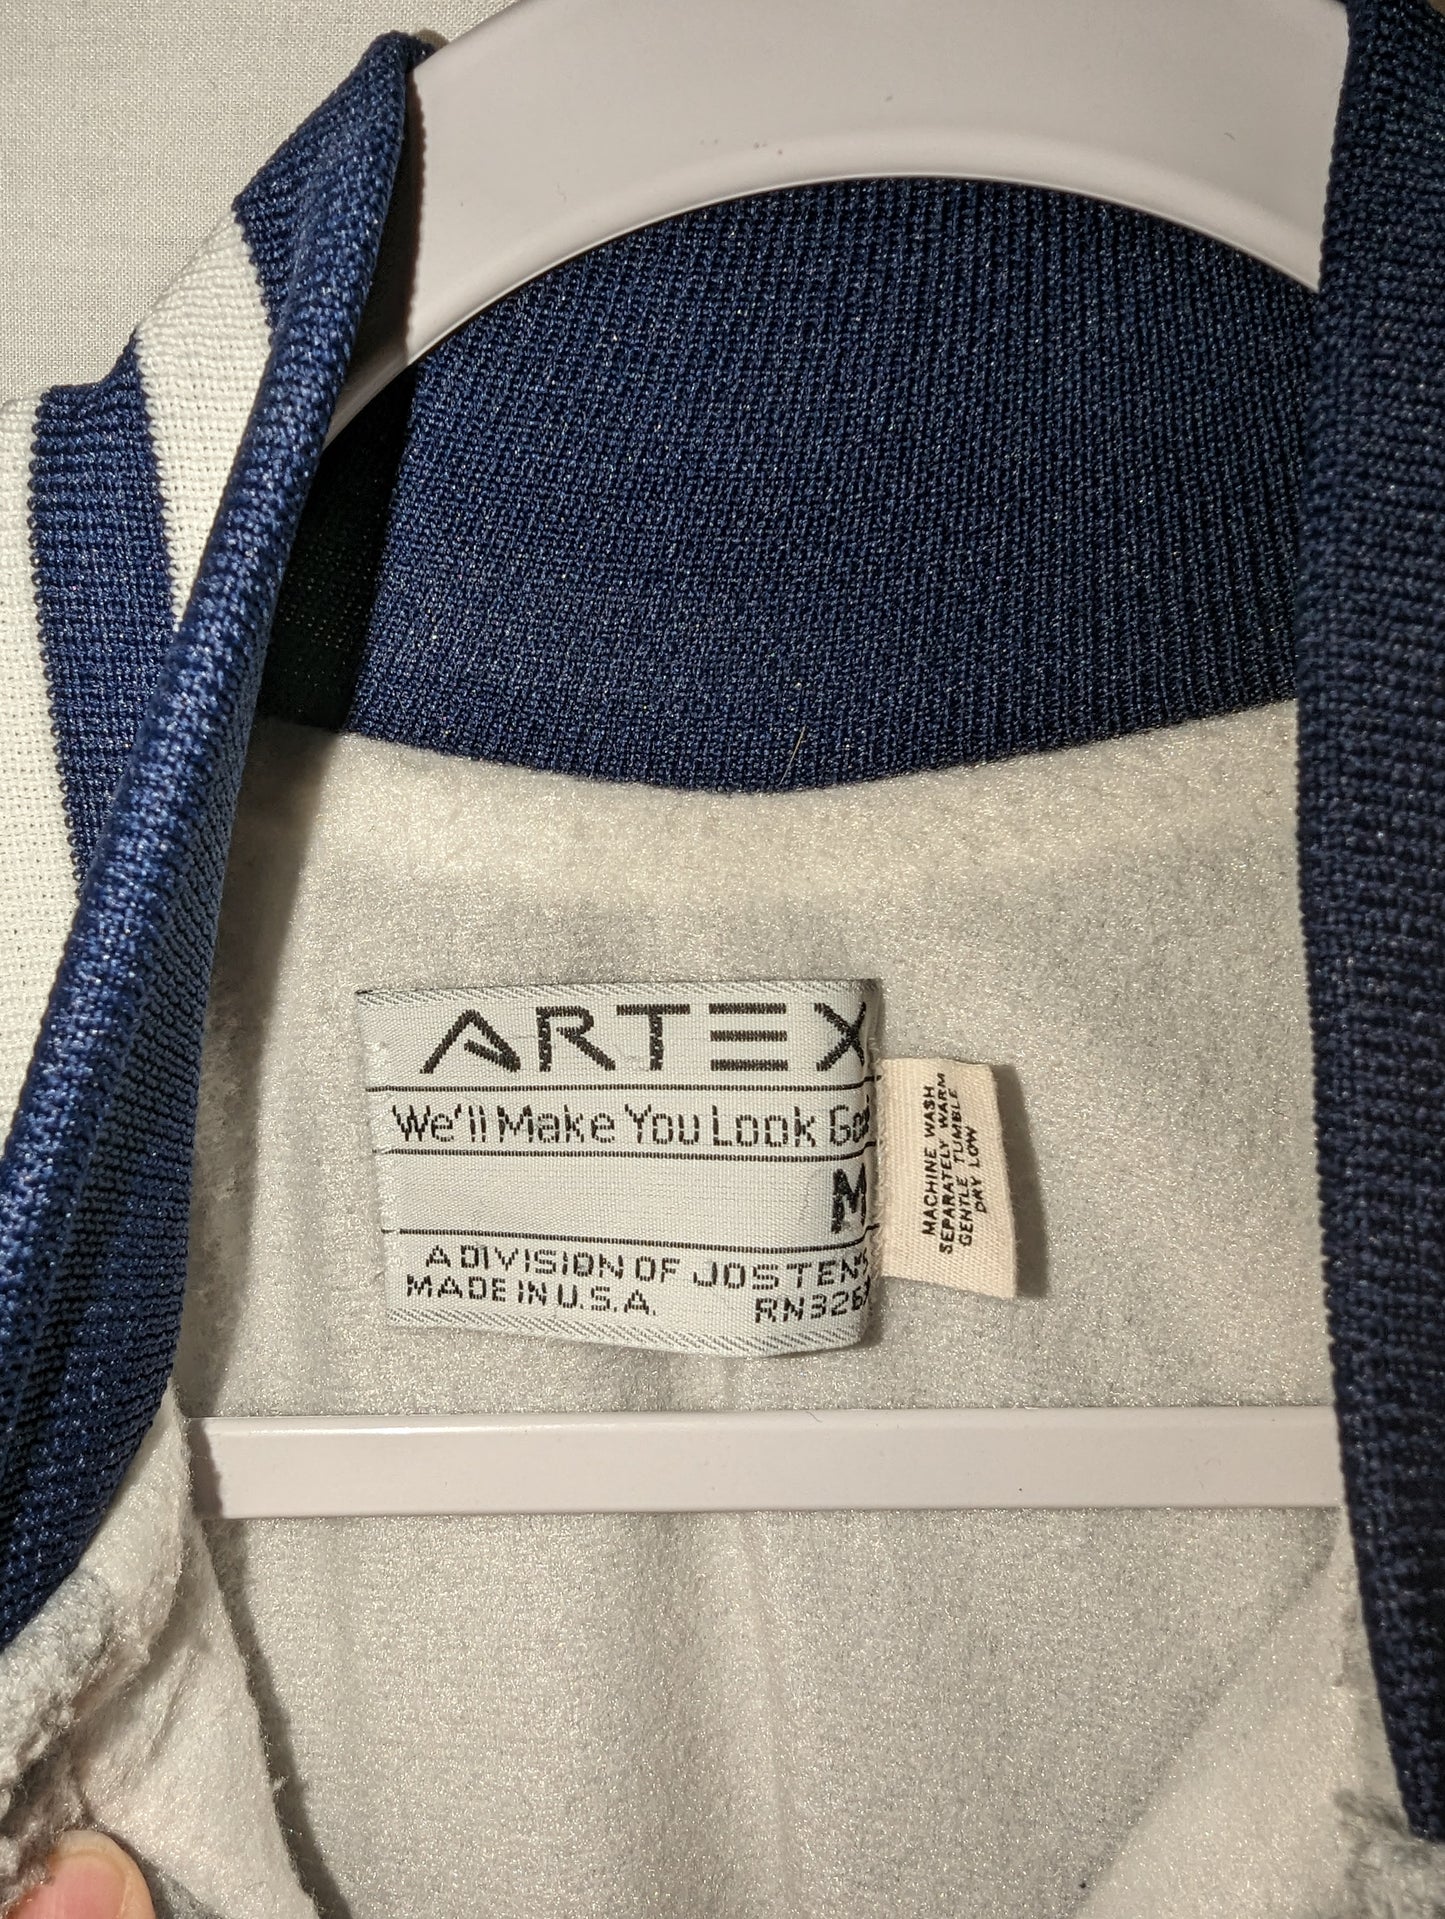 ARTEX
We'll Make You Look
M
A DIVISION OF JOSTENS
MADE IN U.S.A.
MACHINE WASH
SEPARATELY WARM
GENTLE TUMBLE
DRY LOW